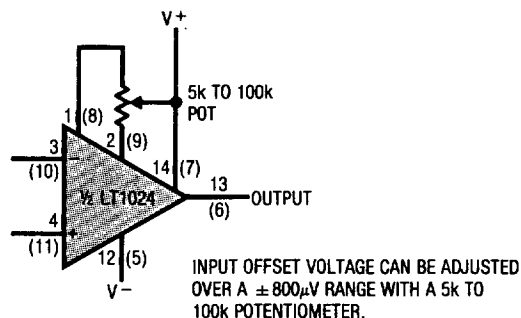 V+
5k TO 100k
POT
1 (8)
2 (9)
3
(10)
−
14 (7)
½ LT1024
13
(6)
OUTPUT
4
(11)
+
12 (5)
V−
INPUT OFFSET VOLTAGE CAN BE ADJUSTED
OVER A ±800µV RANGE WITH A 5k TO
100k POTENTIOMETER.